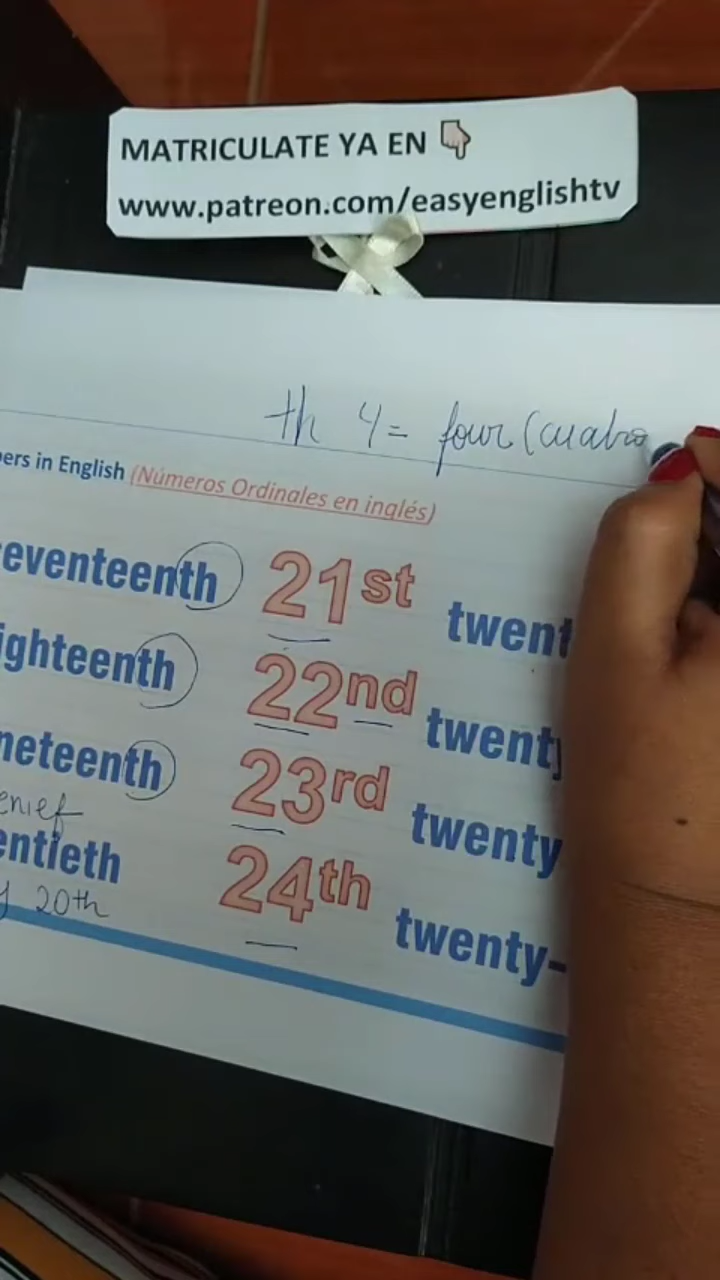 MATRICULATE YA EN
www.patreon.com/easyenglishtv
th 4= four (cuatro
ers in English (Números Ordinales en inglés)
eventeenth 21st twent
ighteenth 22nd twenty
neteenth 23rd twenty
entieth 24th twenty-
20th